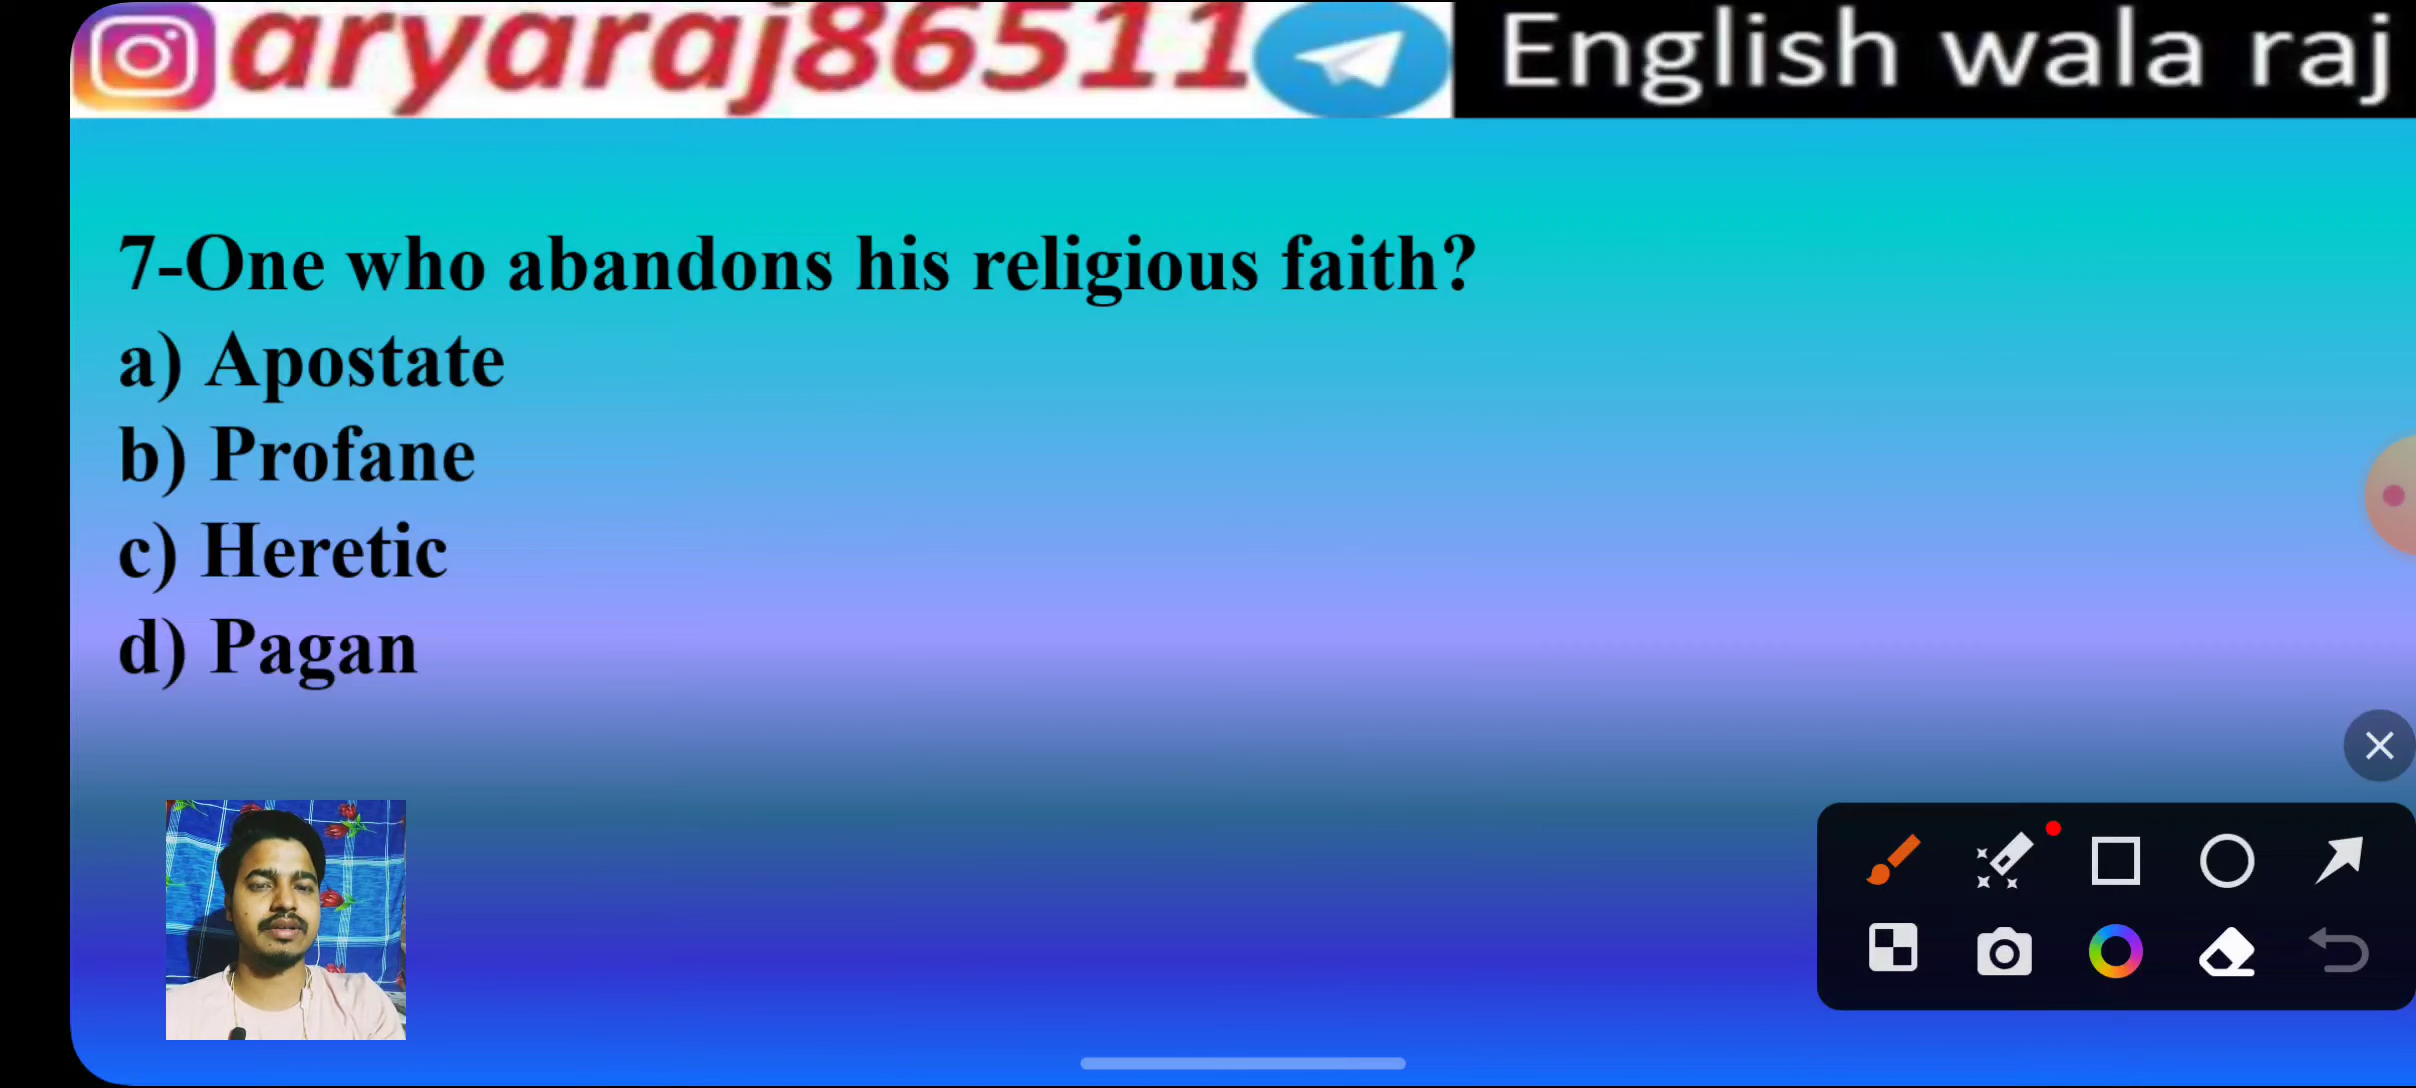 aryaraj86511 English wala raj
7-One who abandons his religious faith?
a) Apostate
b) Profane
c) Heretic
d) Pagan